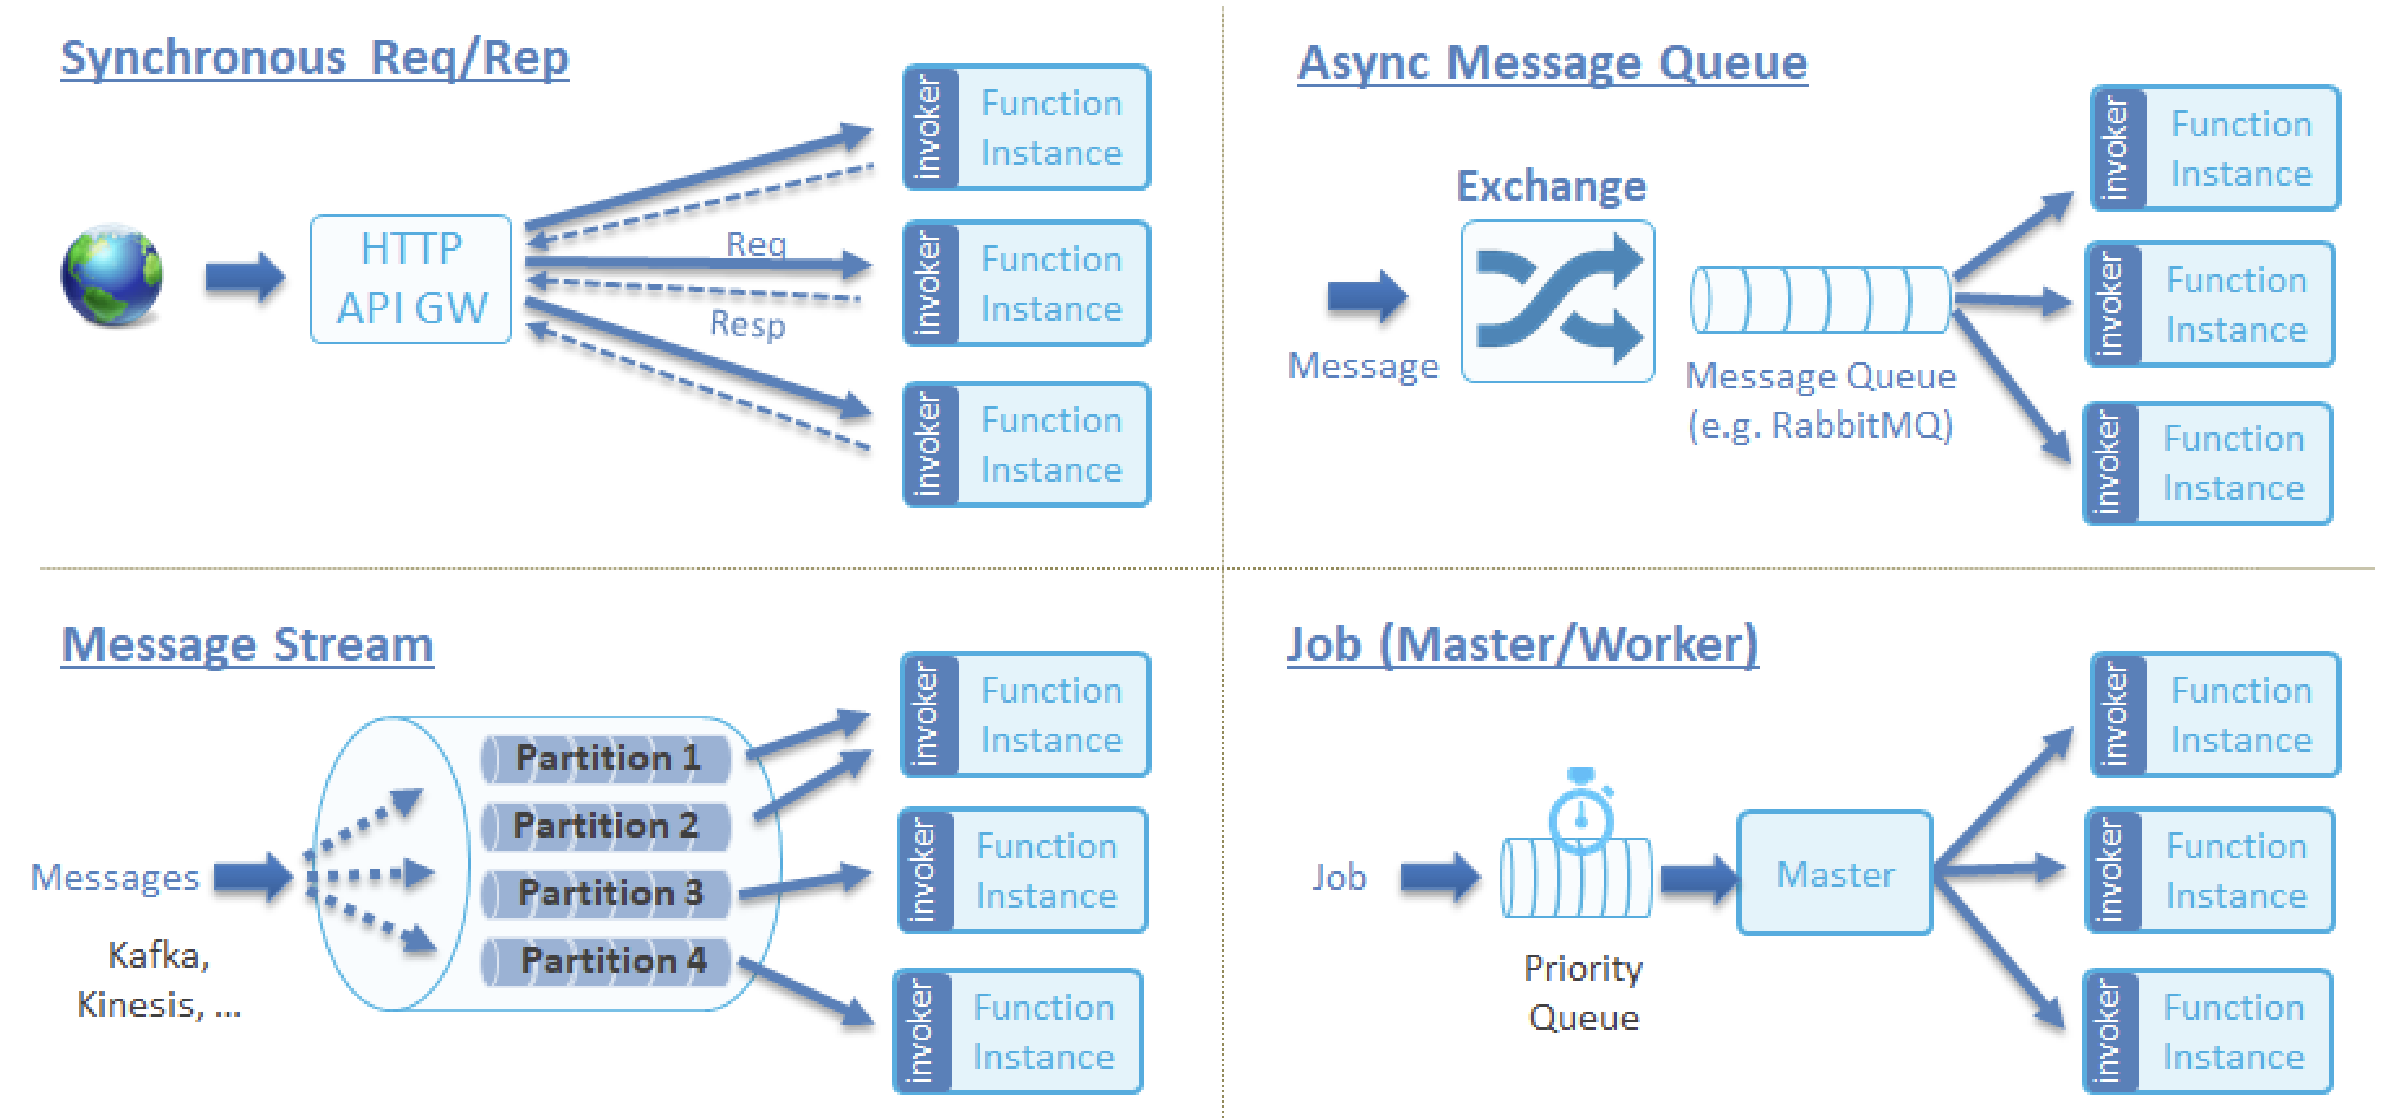 Synchronous Req/Rep
HTTP
API GW
Req
Resp
invoker
Function
Instance
invoker
Function
Instance
invoker
Function
Instance
Async Message Queue
Message
Exchange
Message Queue
(e.g. RabbitMQ)
invoker
Function
Instance
invoker
Function
Instance
invoker
Function
Instance
Message Stream
Messages
Kafka,
Kinesis, ...
Partition 1
Partition 2
Partition 3
Partition 4
invoker
Function
Instance
invoker
Function
Instance
invoker
Function
Instance
Job (Master/Worker)
Job
Priority
Queue
Master
invoker
Function
Instance
invoker
Function
Instance
invoker
Function
Instance